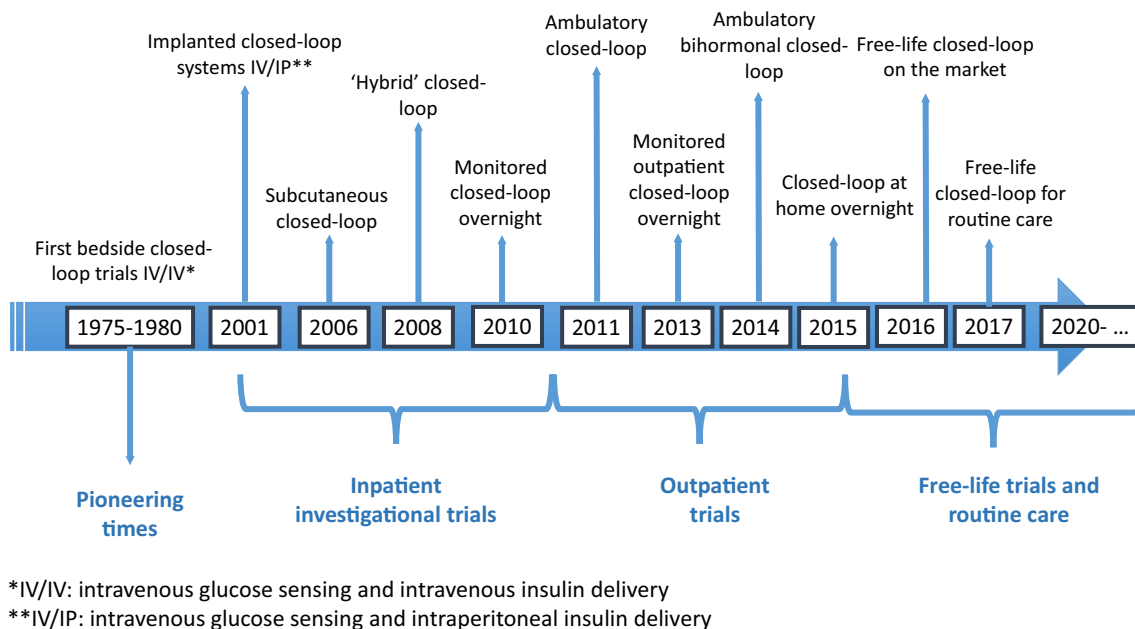 Implanted closed-loop
systems IV/IP**
'Hybrid' closed-
loop
Ambulatory
closed-loop
Ambulatory
bihormonal closed-
loop
Free-life closed-loop
on the market
First bedside closed-
loop trials IV/IV*
Subcutaneous
closed-loop
Monitored
closed-loop
overnight
Monitored
outpatient
closed-loop
overnight
Closed-loop at
home overnight
Free-life
closed-loop for
routine care
1975-1980
2001
2006
2008
2010
2011
2013
2014
2015
2016
2017
2020- ...
Pioneering
times
Inpatient
investigational trials
Outpatient
trials
Free-life trials and
routine care
*IV/IV: intravenous glucose sensing and intravenous insulin delivery
**IV/IP: intravenous glucose sensing and intraperitoneal insulin delivery